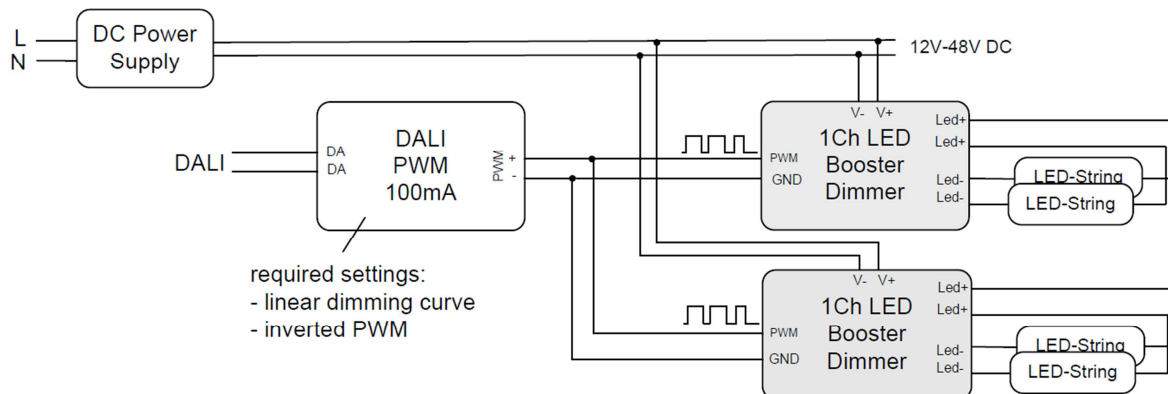 L
N
DC Power
Supply
12V-48V DC
DALI
DA
DA
DALI
PWM
100mA
PWM
+
-
required settings:
- linear dimming curve
- inverted PWM
V- V+
1Ch LED
Booster
Dimmer
PWM
GND
Led+
Led+
Led-
Led-
LED-String
LED-String
V- V+
1Ch LED
Booster
Dimmer
PWM
GND
Led+
Led+
Led-
Led-
LED-String
LED-String